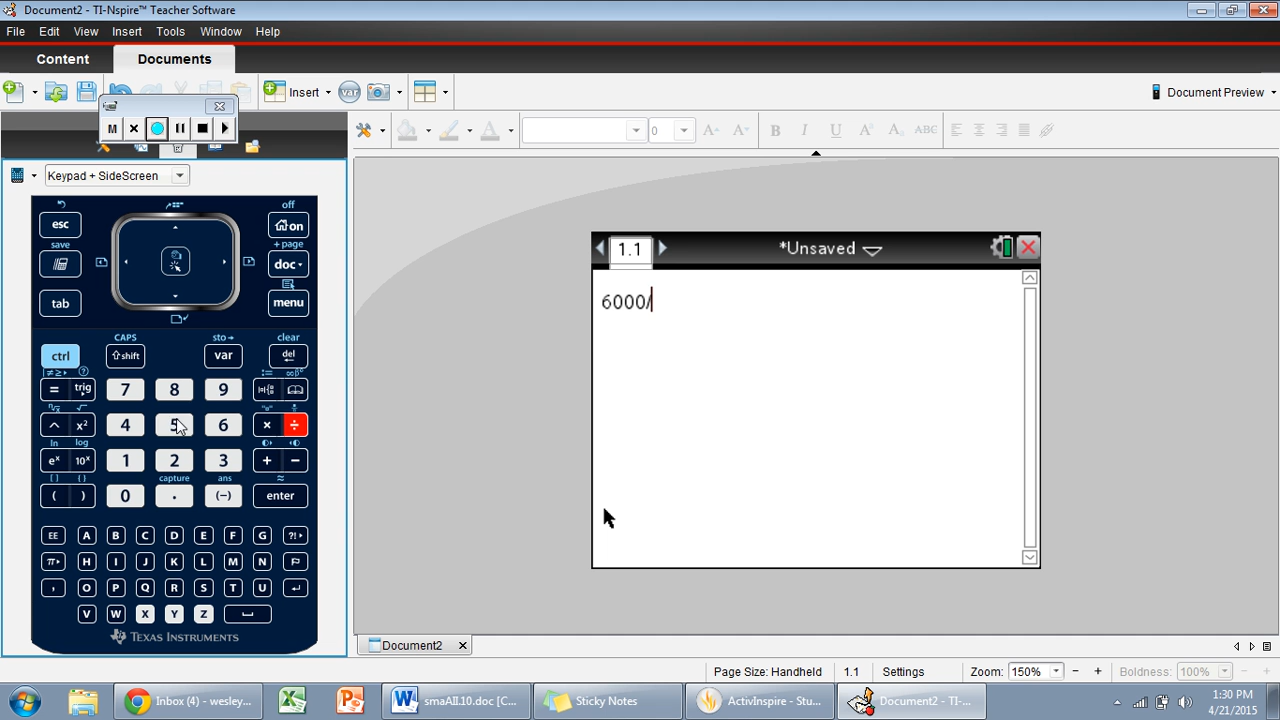 Document2 - TI-Nspire™ Teacher Software
File Edit View Insert Tools Window Help
Content Documents
Insert var Document Preview
M
0 B I U A A ABC
Keypad + SideScreen
off
esc on
save + page
doc
tab menu
CAPS sto→ clear
ctrl shift var del
= trig 7 8 9
^ x² 4 5 6 × ÷
ln log
eˣ 10ˣ 1 2 3 + −
[ ] { } capture ans ≈
( ) 0 . (−) enter
EE A B C D E F G ?!▸
π▸ H I J K L M N
, O P Q R S T U
V W X Y Z
TEXAS INSTRUMENTS
1.1 *Unsaved
6000/
Document2
Page Size: Handheld 1.1 Settings Zoom: 150% - + Boldness: 100% - +
Inbox (4) - wesley... smaAII.10.doc [C... Sticky Notes ActivInspire - Stu... Document2 - TI-...
1:30 PM
4/21/2015